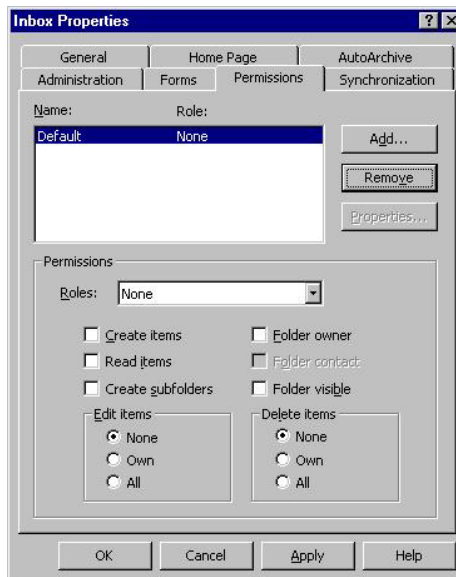 Inbox Properties
General Home Page AutoArchive
Administration Forms Permissions Synchronization
Name: Role:
Default None
Add...
Remove
Properties...
Permissions
Roles: None
Create items Folder owner
Read items Folder contact
Create subfolders Folder visible
Edit items Delete items
None None
Own Own
All All
OK Cancel Apply Help